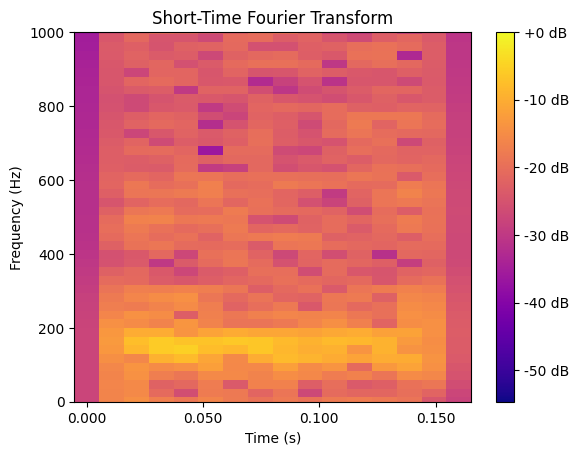 Short-Time Fourier Transform
1000
800
600
400
200
0
Frequency (Hz)
0.000
0.050
0.100
0.150
Time (s)
+0 dB
-10 dB
-20 dB
-30 dB
-40 dB
-50 dB